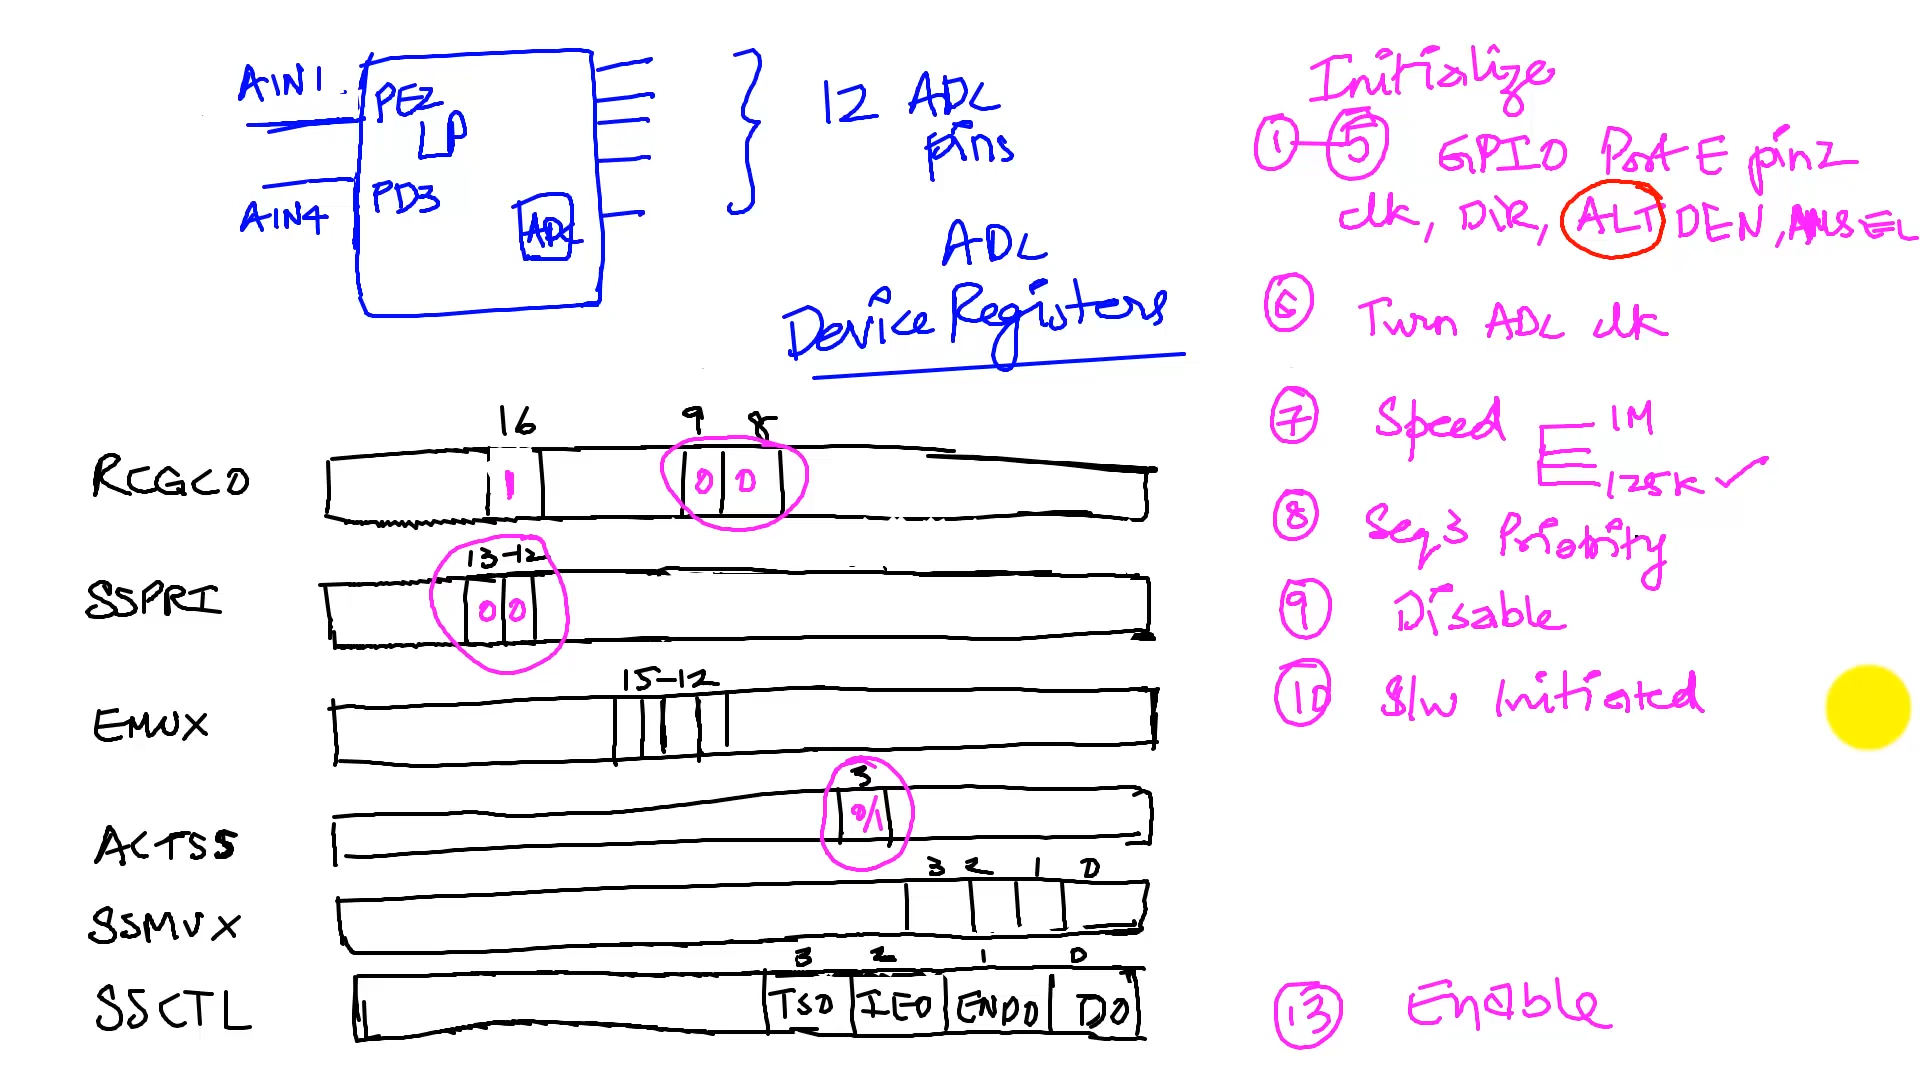 AIN1
PE2
LP
PD3
AIN4
ADC
12 ADC
pins
ADC
Device Registers
Initialize
1 5 GPIO Port E pin2
clk, DIR, ALT DEN, AMSEL
6 Turn ADC clk
7 Speed 1M
125K
8 Seq3 Priority
9 Disable
10 S/W Initiated
13 Enable
16 9 8
RCGC0 1 0 0
13-12
SSPRI 0 0
15-12
EMUX
3
ACTSS 0/1
3 2 1 0
SSMUX
3 2 1 0
SSCTL TS0 IE0 END0 D0